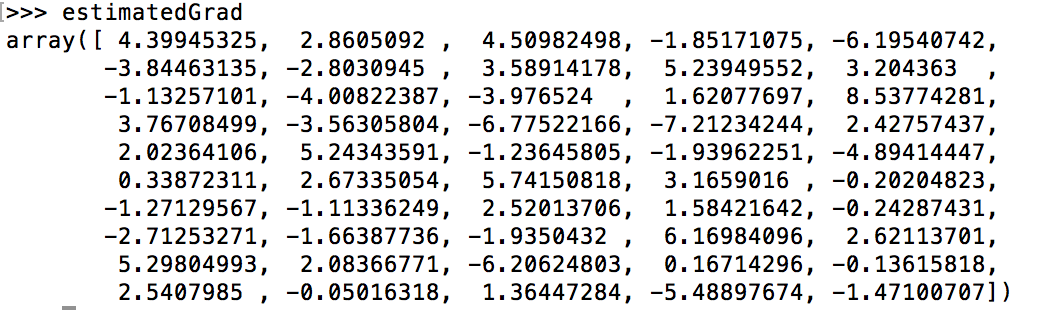 [>>> estimatedGrad
array([ 4.39945325,  2.8605092 ,  4.50982498, -1.85171075, -6.19540742,
       -3.84463135, -2.8030945 ,  3.58914178,  5.23949552,  3.204363  ,
       -1.13257101, -4.00822387, -3.976524  ,  1.62077697,  8.53774281,
        3.76708499, -3.56305804, -6.77522166, -7.21234244,  2.42757437,
        2.02364106,  5.24343591, -1.23645805, -1.93962251, -4.89414447,
        0.33872311,  2.67335054,  5.74150818,  3.1659016 , -0.20204823,
       -1.27129567, -1.11336249,  2.52013706,  1.58421642, -0.24287431,
       -2.71253271, -1.66387736, -1.9350432 ,  6.16984096,  2.62113701,
        5.29804993,  2.08366771, -6.20624803,  0.16714296, -0.13615818,
        2.5407985 , -0.05016318,  1.36447284, -5.48897674, -1.47100707])